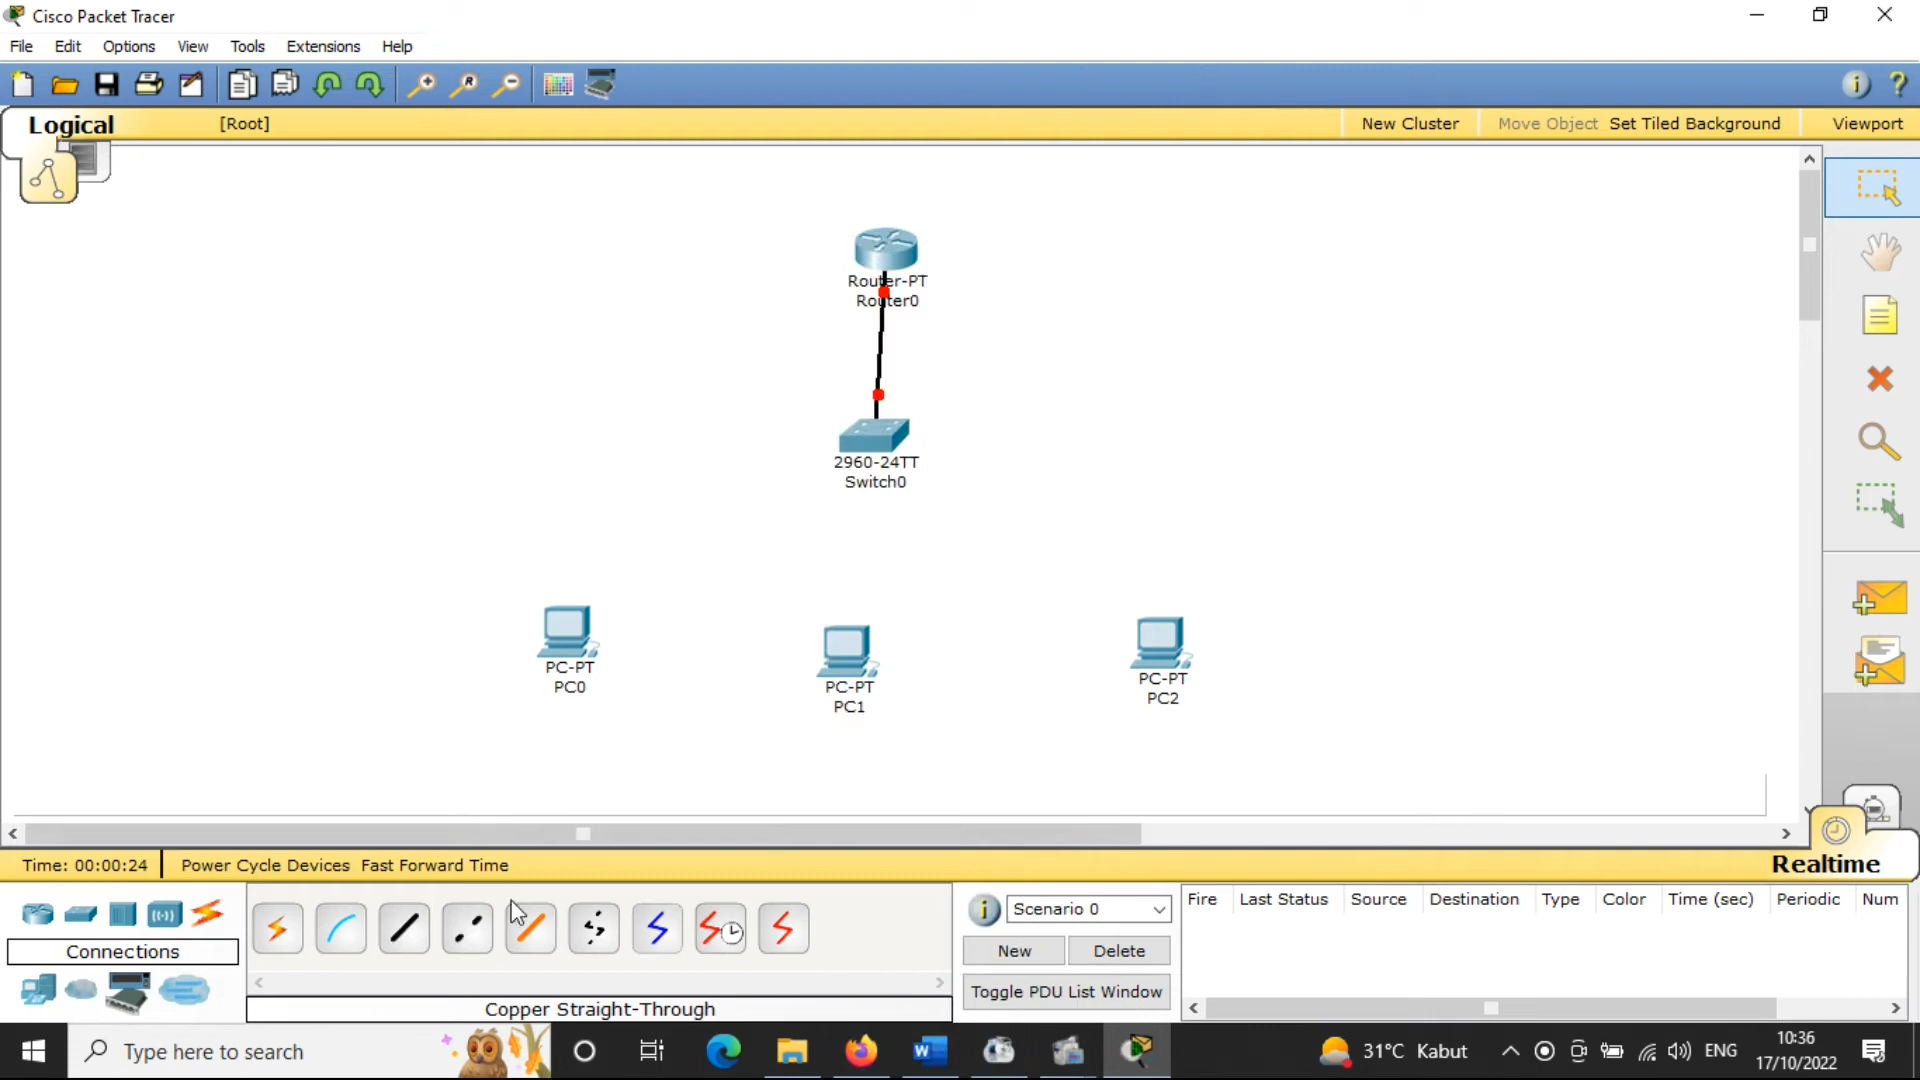 Cisco Packet Tracer
File Edit Options View Tools Extensions Help
Logical [Root] New Cluster Move Object Set Tiled Background Viewport
Router-PT
Router0
2960-24TT
Switch0
PC-PT
PC0
PC-PT
PC1
PC-PT
PC2
Time: 00:00:24 Power Cycle Devices Fast Forward Time Realtime
Scenario 0
Fire Last Status Source Destination Type Color Time (sec) Periodic Num
Connections
New Delete
Toggle PDU List Window
Copper Straight-Through
Type here to search
31°C Kabut
ENG
10:36
17/10/2022